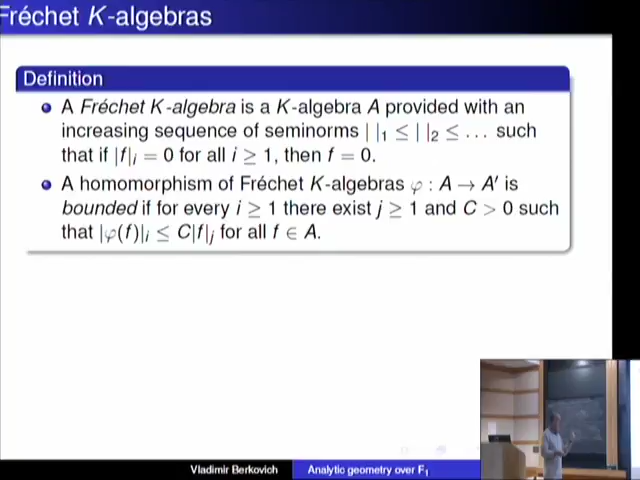 Fréchet K-algebras
Definition
A Fréchet K-algebra is a K-algebra A provided with an
increasing sequence of seminorms | |₁ ≤ | |₂ ≤ ... such
that if |f|ᵢ = 0 for all i ≥ 1, then f = 0.
A homomorphism of Fréchet K-algebras φ : A → A′ is
bounded if for every i ≥ 1 there exist j ≥ 1 and C > 0 such
that |φ(f)|ᵢ ≤ C|f|ⱼ for all f ∈ A.
Vladimir Berkovich
Analytic geometry over F₁